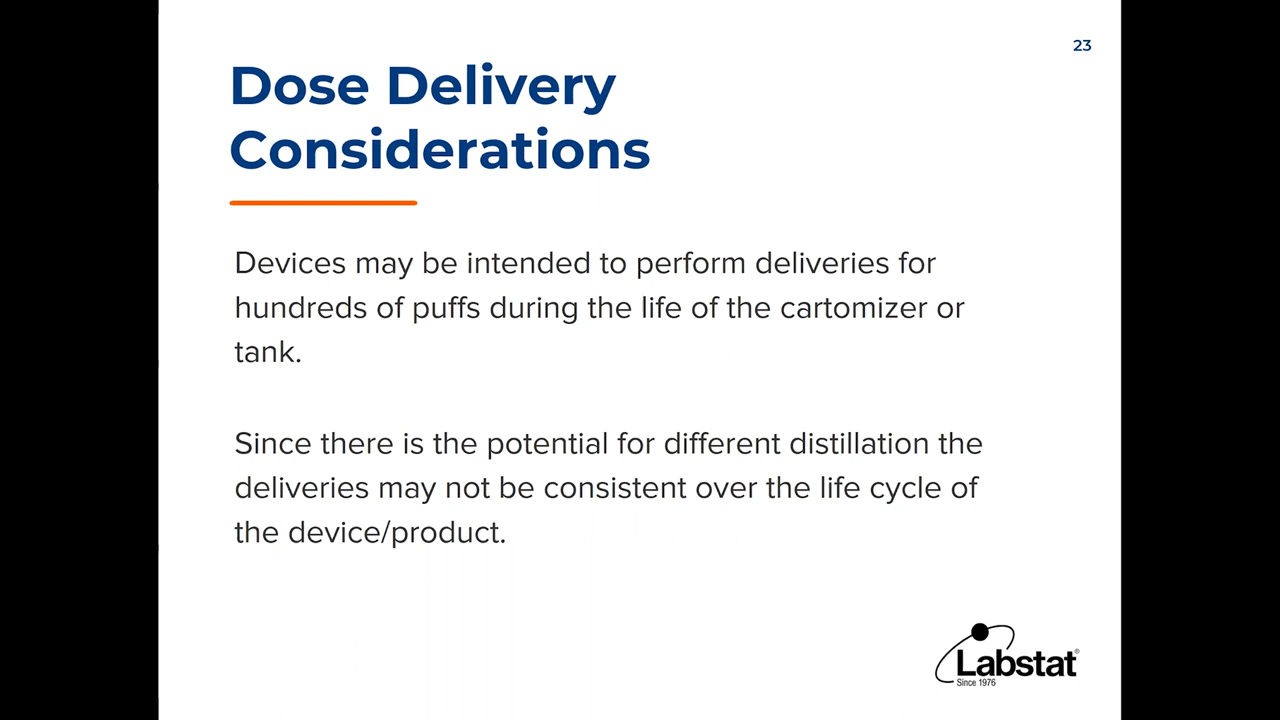 23
Dose Delivery
Considerations
Devices may be intended to perform deliveries for
hundreds of puffs during the life of the cartomizer or
tank.
Since there is the potential for different distillation the
deliveries may not be consistent over the life cycle of
the device/product.
Labstat®
Since 1976